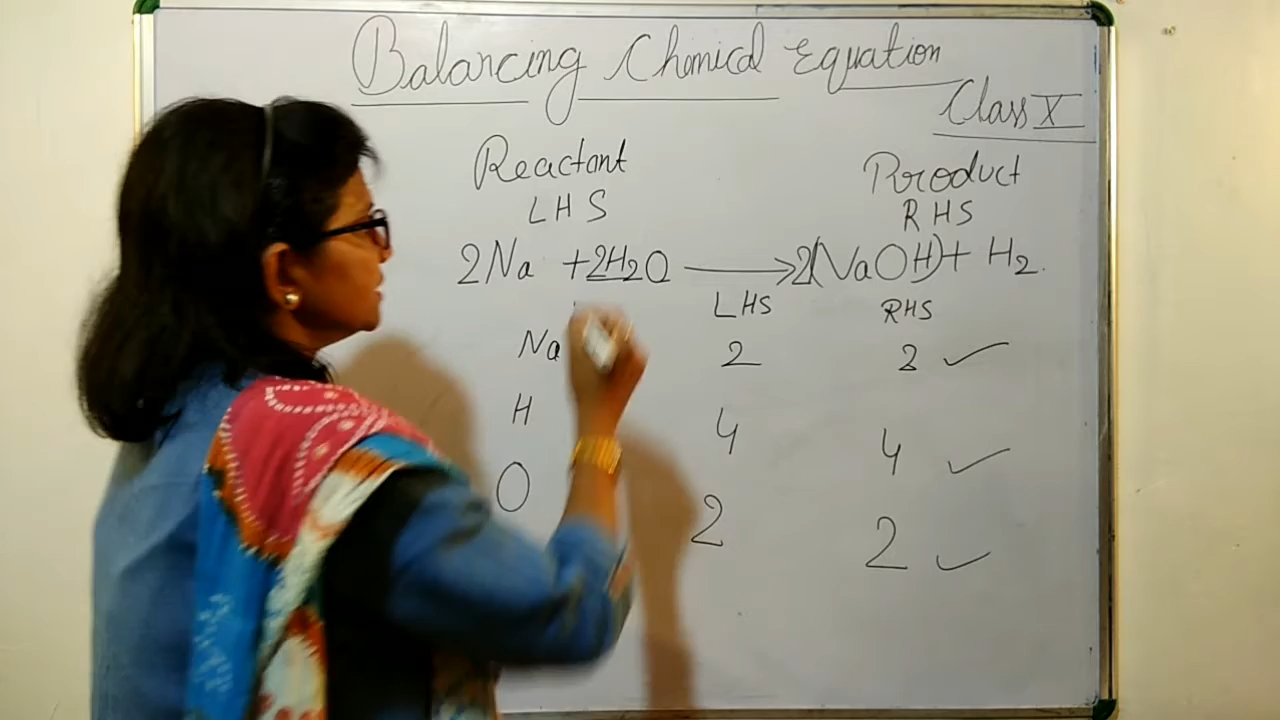 Balancing Chemical Equation
Class X
Reactant Product
LHS RHS
2Na + 2H₂O → 2(NaOH) + H₂.
LHS RHS
Na 2 2 ✓
H 4 4 ✓
O 2 2 ✓